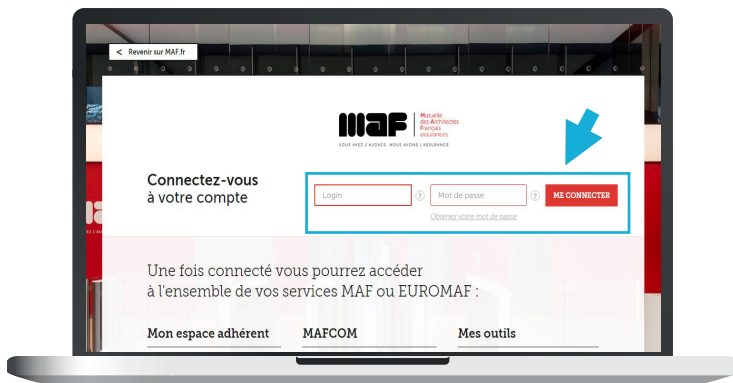 < Revenir sur MAF.fr
maf
Mutuelle
des Architectes
Français
assurances
VOUS AVEZ L'AUDACE, NOUS AVONS L'ASSURANCE.
Connectez-vous
à votre compte
Login ? Mot de passe ? ME CONNECTER
Obtenez votre mot de passe
Une fois connecté vous pourrez accéder
à l'ensemble de vos services MAF ou EUROMAF :
Mon espace adhérent MAFCOM Mes outils